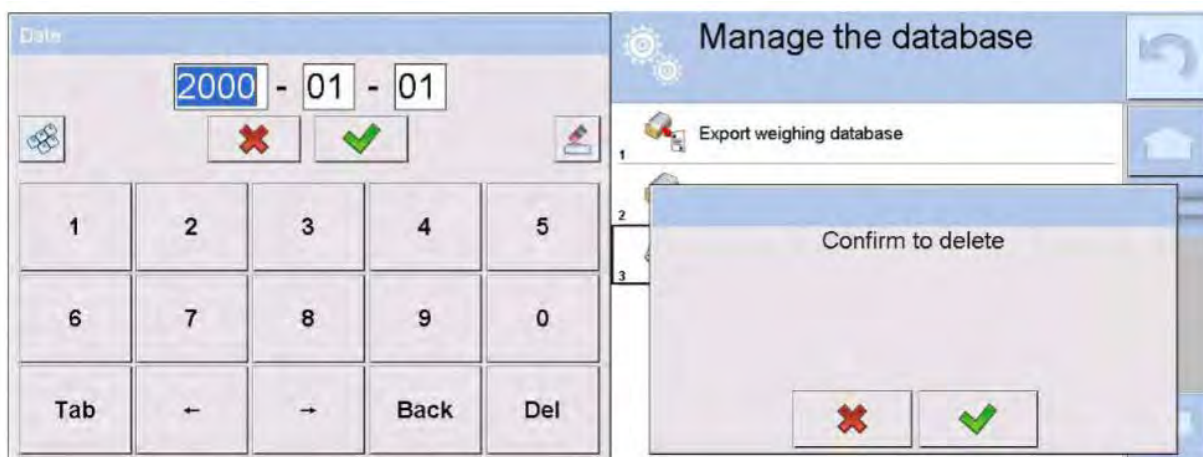 Date
2000 - 01 - 01
1 2 3 4 5
6 7 8 9 0
Tab ← → Back Del
Manage the database
1 Export weighing database
2
3
Confirm to delete